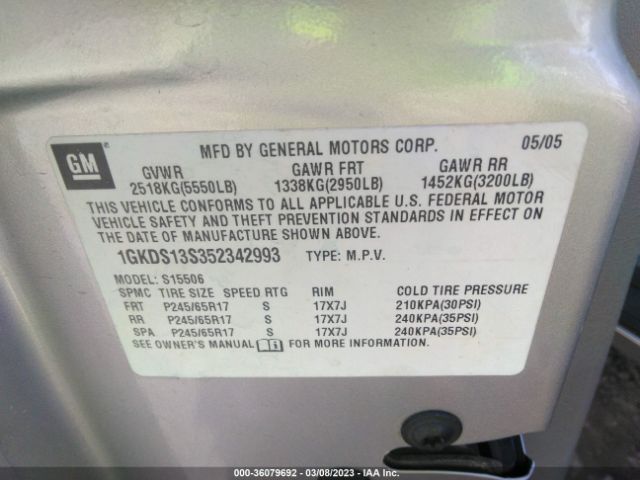 GM
MFD BY GENERAL MOTORS CORP. 05/05
GVWR GAWR FRT GAWR RR
2518KG(5550LB) 1338KG(2950LB) 1452KG(3200LB)
THIS VEHICLE CONFORMS TO ALL APPLICABLE U.S. FEDERAL MOTOR
VEHICLE SAFETY AND THEFT PREVENTION STANDARDS IN EFFECT ON
THE DATE OF MANUFACTURE SHOWN ABOVE.
1GKDS13S352342993 TYPE: M.P.V.
MODEL: S15506
SPMC TIRE SIZE SPEED RTG RIM COLD TIRE PRESSURE
FRT P245/65R17 S 17X7J 210KPA(30PSI)
RR P245/65R17 S 17X7J 240KPA(35PSI)
SPA P245/65R17 S 17X7J 240KPA(35PSI)
SEE OWNER'S MANUAL FOR MORE INFORMATION.
000-36079692 | 03/08/2023 | IAA Inc.